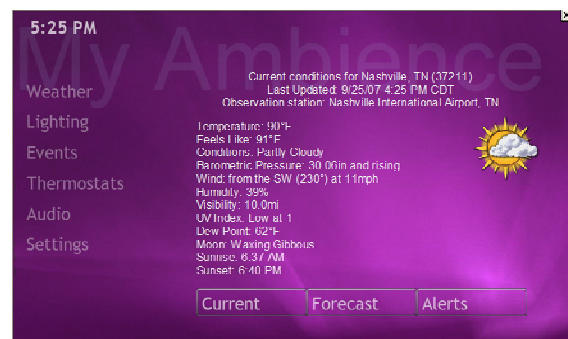 5:25 PM
My Ambience
Weather
Lighting
Events
Thermostats
Audio
Settings
Current conditions for Nashville, TN (37211)
Last Updated: 9/25/07 4:25 PM CDT
Observation station: Nashville International Airport, TN
Temperature: 90°F
Feels Like: 91°F
Conditions: Partly Cloudy
Barometric Pressure: 30.06in and rising
Wind: from the SW (230°) at 11mph
Humidity: 39%
Visibility: 10.0mi
UV Index: Low at 1
Dew Point: 62°F
Moon: Waxing Gibbous
Sunrise: 6:37 AM
Sunset: 6:40 PM
Current Forecast Alerts